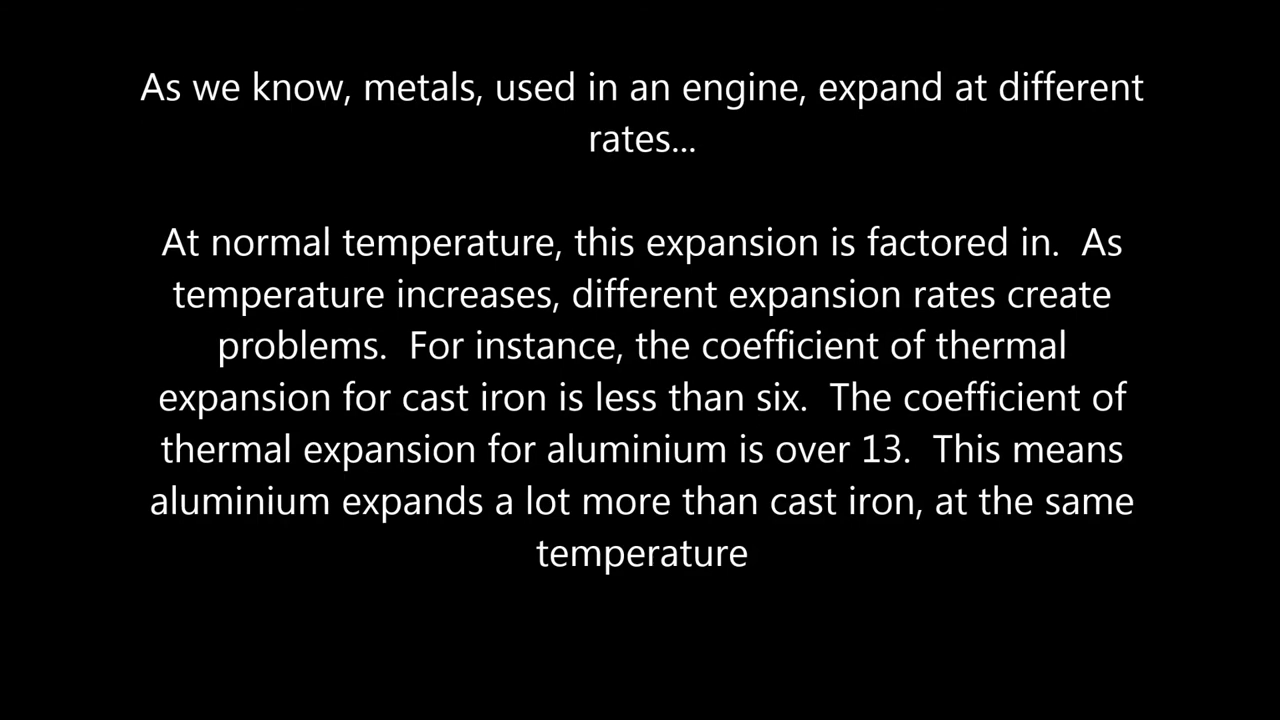 As we know, metals, used in an engine, expand at different
rates...
At normal temperature, this expansion is factored in.  As
temperature increases, different expansion rates create
problems.  For instance, the coefficient of thermal
expansion for cast iron is less than six.  The coefficient of
thermal expansion for aluminium is over 13.  This means
aluminium expands a lot more than cast iron, at the same
temperature